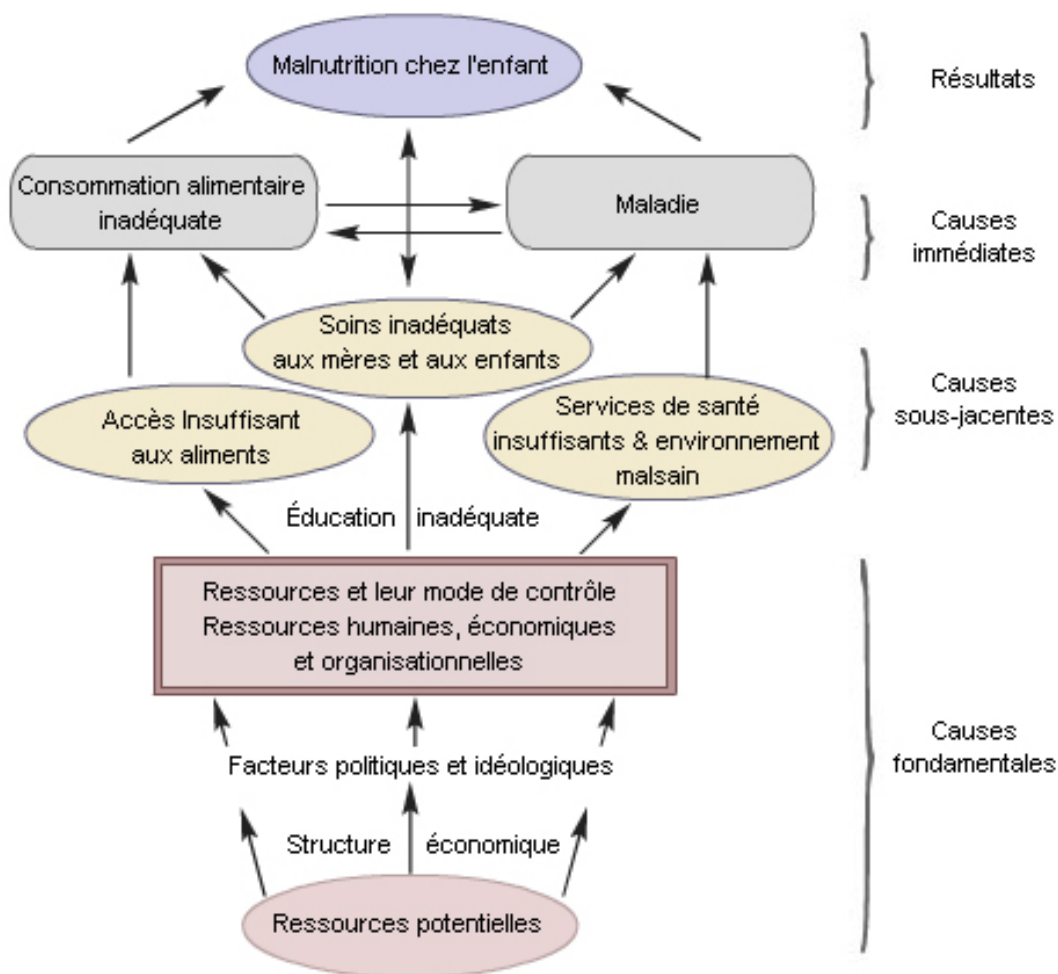 Malnutrition chez l'enfant
Résultats
Consommation alimentaire
inadéquate
Maladie
Causes
immédiates
Soins inadéquats
aux mères et aux enfants
Accès Insuffisant
aux aliments
Services de santé
insuffisants & environnement
malsain
Causes
sous-jacentes
Éducation inadéquate
Ressources et leur mode de contrôle
Ressources humaines, économiques
et organisationnelles
Facteurs politiques et idéologiques
Structure économique
Ressources potentielles
Causes
fondamentales